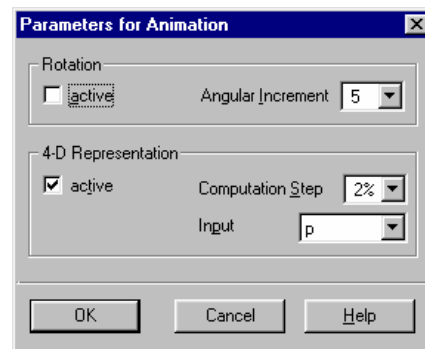 Parameters for Animation
Rotation
active Angular Increment 5
4-D Representation
active Computation Step 2%
Input p
OK Cancel Help